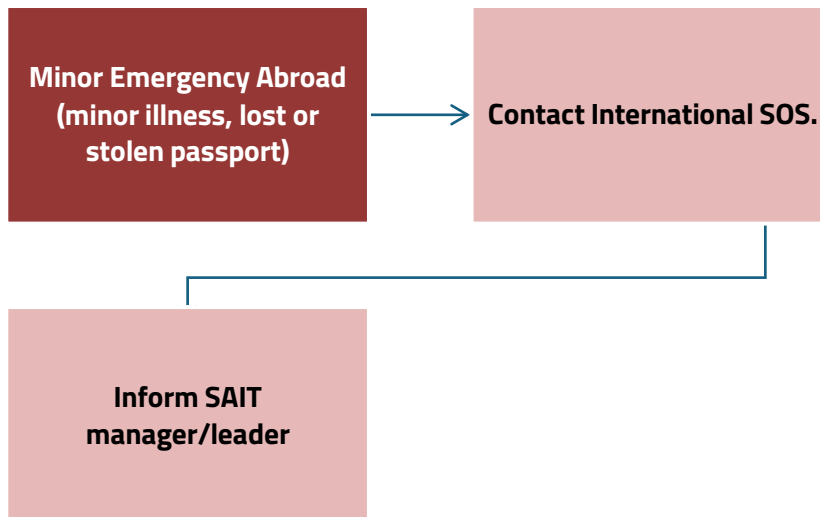 Minor Emergency Abroad
(minor illness, lost or
stolen passport)
Contact International SOS.
Inform SAIT
manager/leader